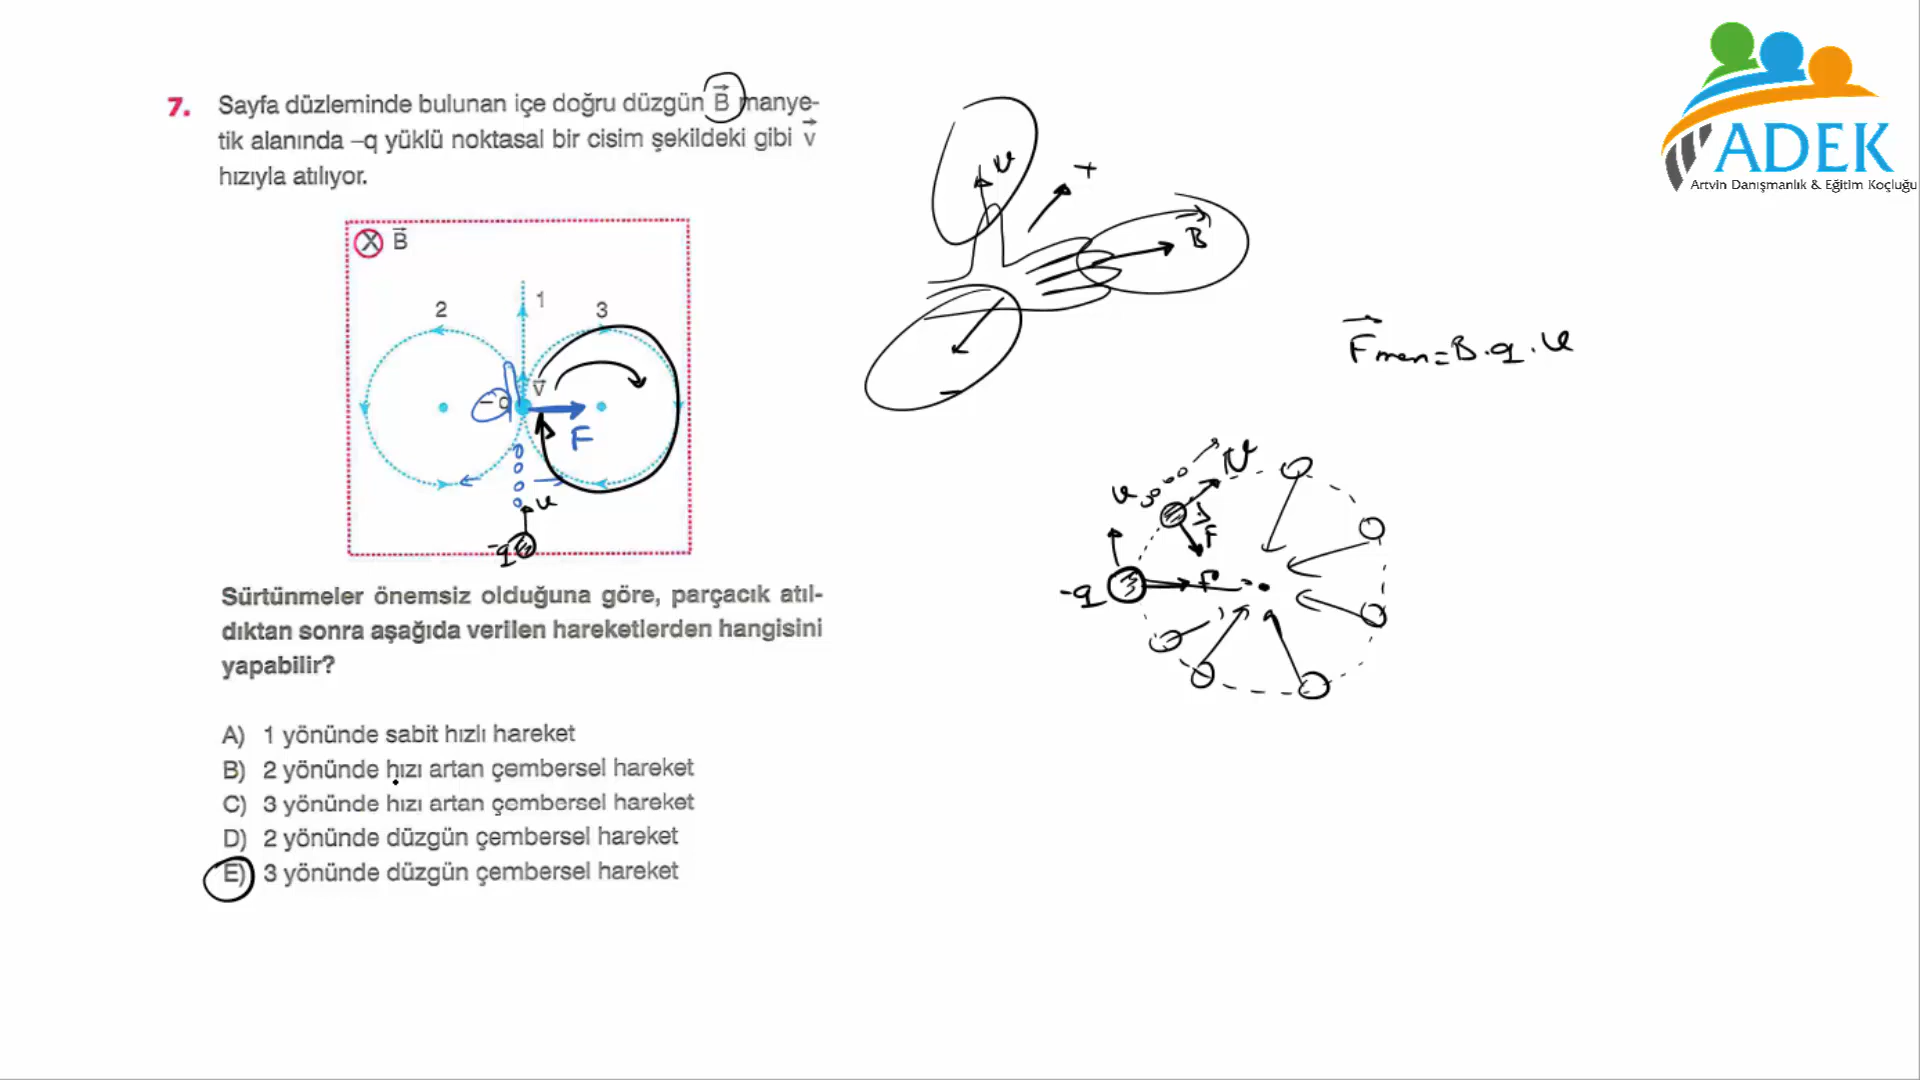 7. Sayfa düzleminde bulunan içe doğru düzgün B manye-
tik alanında –q yüklü noktasal bir cisim şekildeki gibi v
hızıyla atılıyor.
X B
2 1 3
–q v
F
v
-q
Sürtünmeler önemsiz olduğuna göre, parçacık atıl-
dıktan sonra aşağıda verilen hareketlerden hangisini
yapabilir?
A) 1 yönünde sabit hızlı hareket
B) 2 yönünde hızı artan çembersel hareket
C) 3 yönünde hızı artan çembersel hareket
D) 2 yönünde düzgün çembersel hareket
E) 3 yönünde düzgün çembersel hareket
v +
B
-
Fman=B.q.v
v v
F
-q F
ADEK
Artvin Danışmanlık & Eğitim Koçluğu